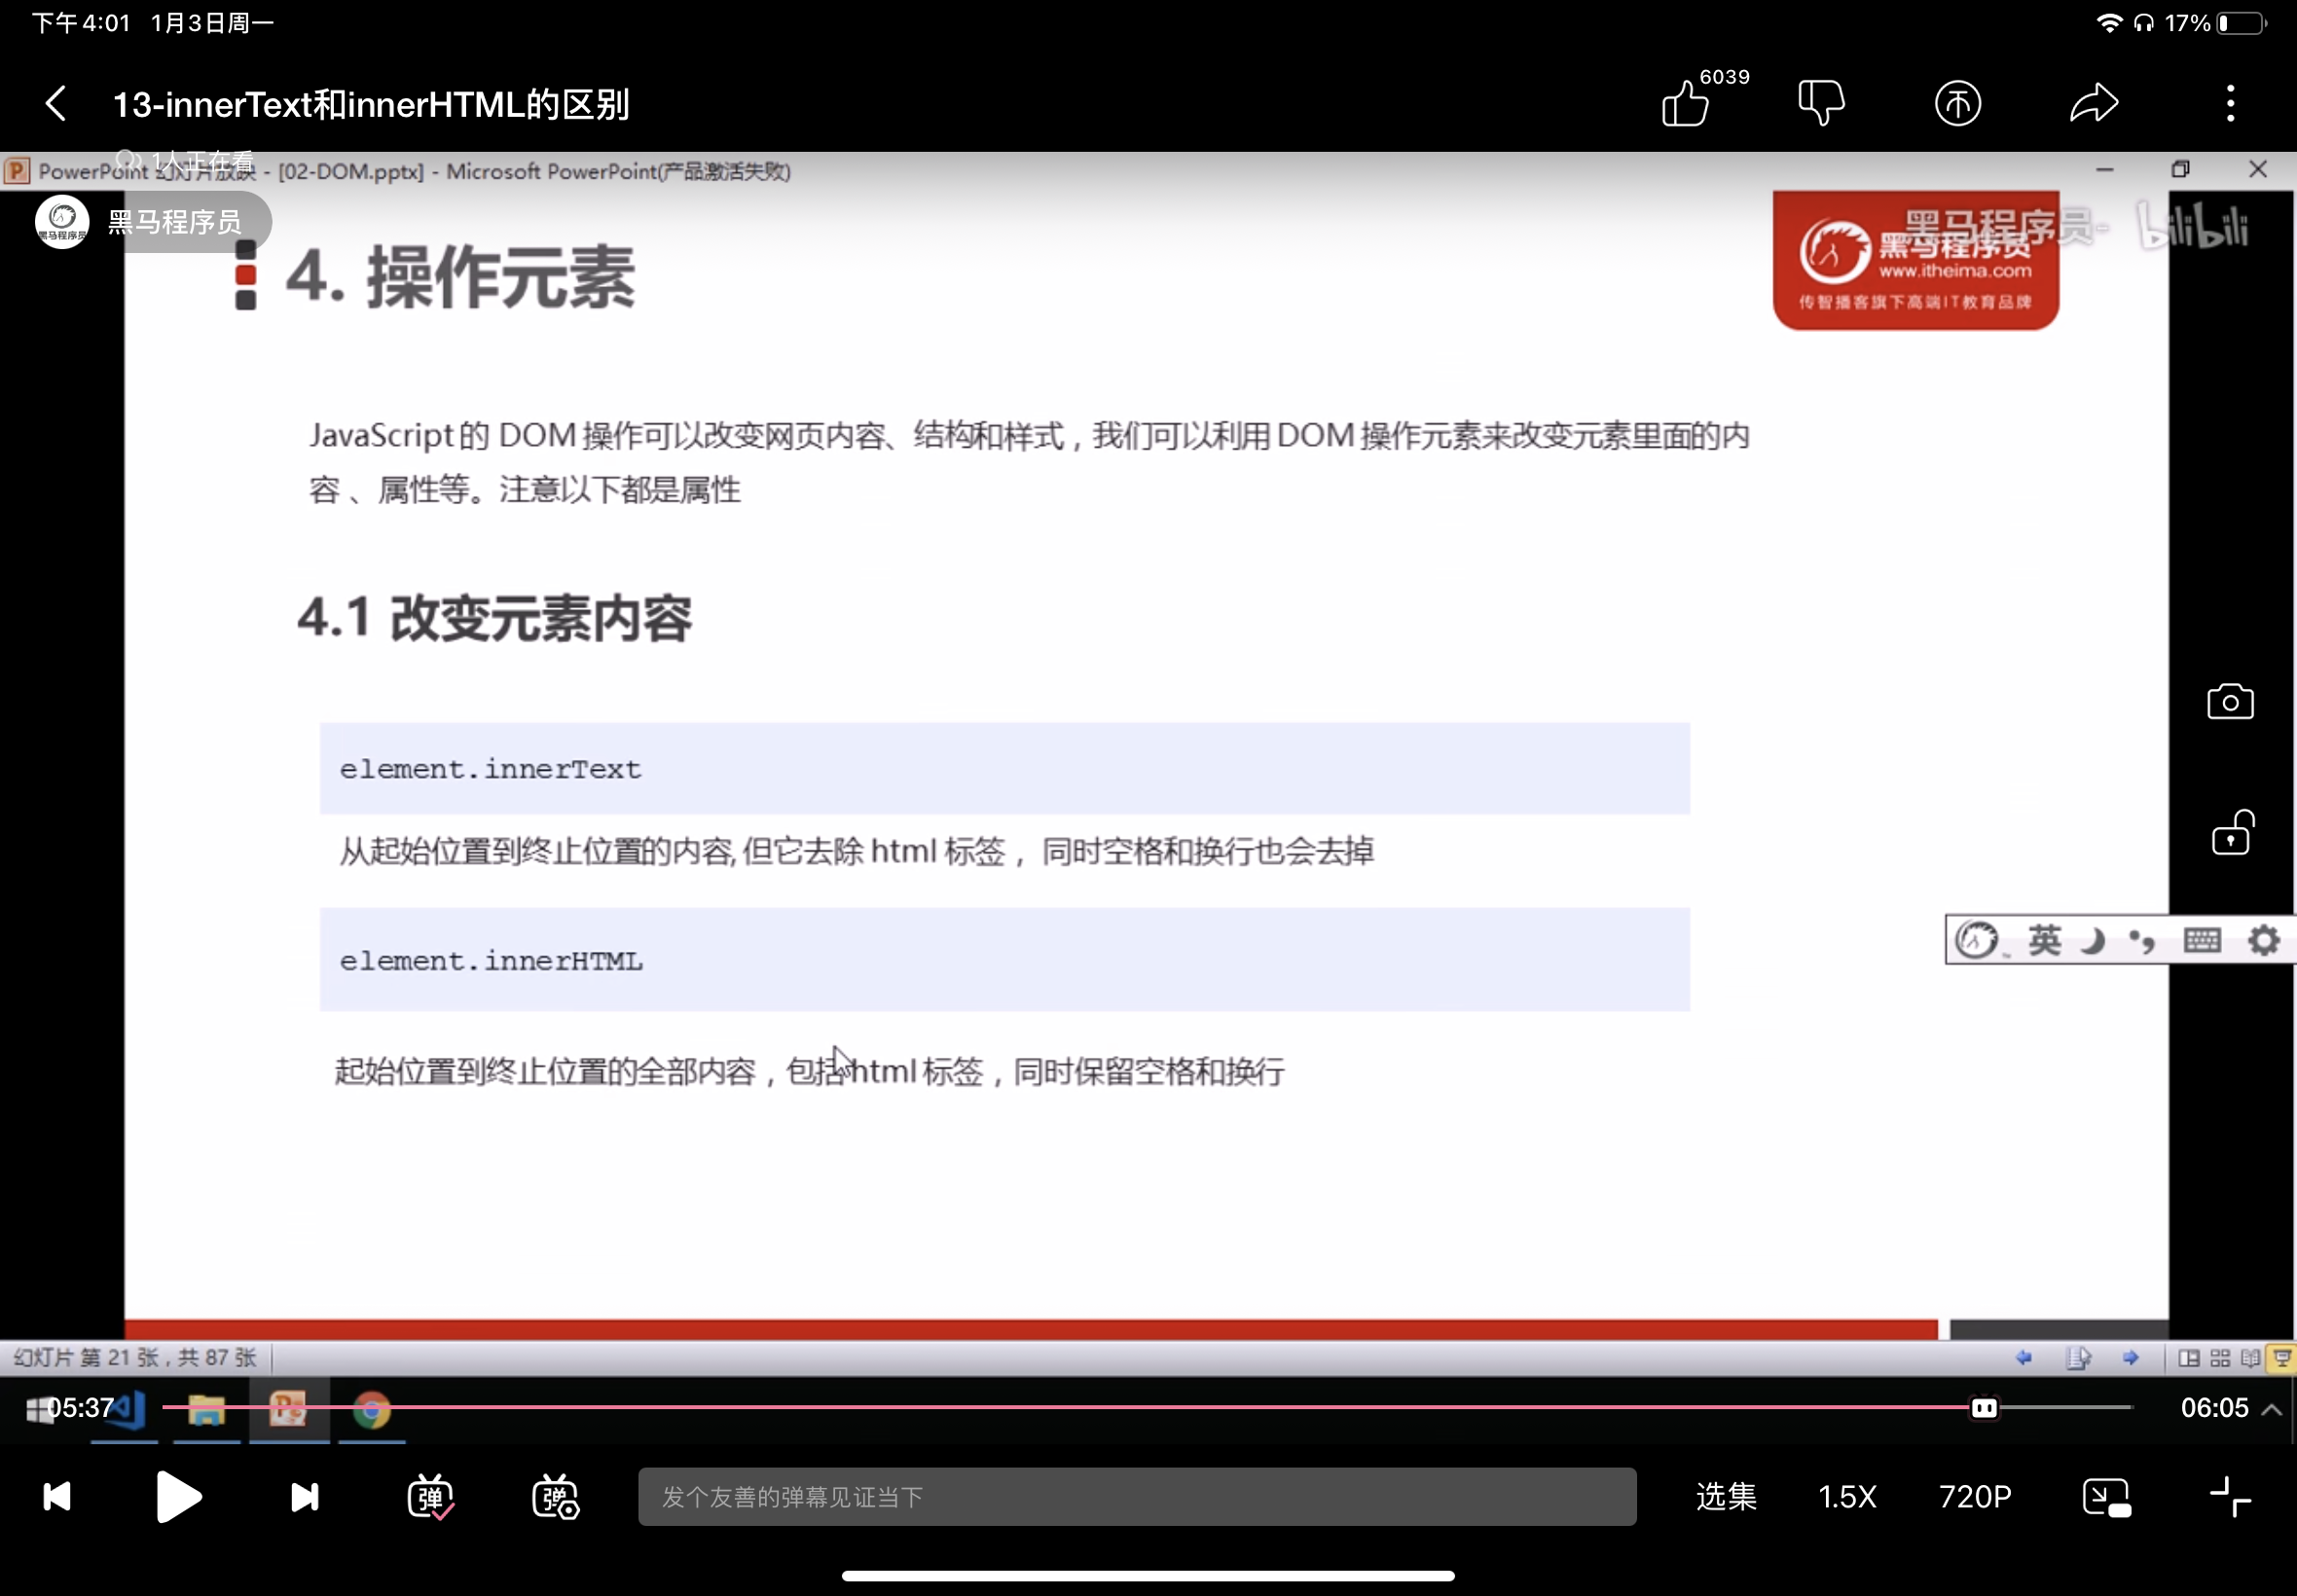 下午4:01 1月3日周一
17%
13-innerText和innerHTML的区别
6039
1人正在看
PowerPoint 幻灯片放映 - [02-DOM.pptx] - Microsoft PowerPoint(产品激活失败)
黑马程序员
黑马程序员
黑马程序员- bilibili
4. 操作元素
黑马程序员
www.itheima.com
传智播客旗下高端IT教育品牌
JavaScript 的 DOM 操作可以改变网页内容、结构和样式，我们可以利用 DOM 操作元素来改变元素里面的内
容 、属性等。注意以下都是属性
4.1 改变元素内容
element.innerText
从起始位置到终止位置的内容, 但它去除 html 标签， 同时空格和换行也会去掉
element.innerHTML
英
起始位置到终止位置的全部内容，包括 html 标签，同时保留空格和换行
幻灯片 第 21 张，共 87 张
05:37
06:05
弹
弹
发个友善的弹幕见证当下
选集
1.5X
720P